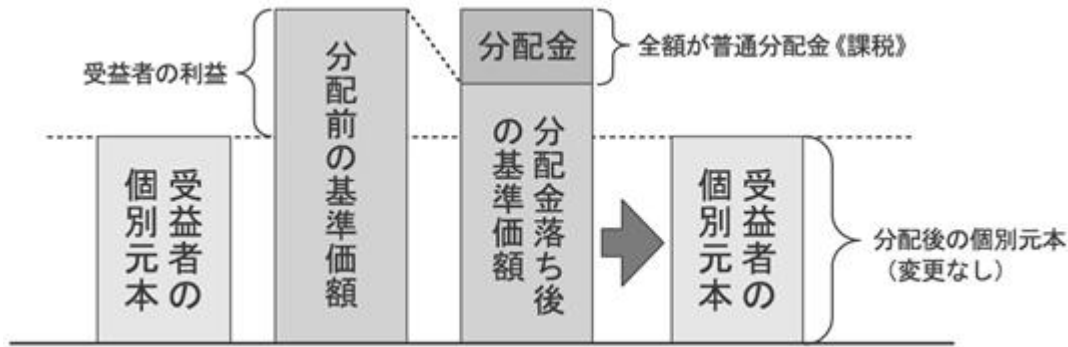 受益者の利益
受益者の
個別元本
分配前の基準価額
分配金
全額が普通分配金《課税》
分配金落ち後
の基準価額
受益者の
個別元本
分配後の個別元本
（変更なし）